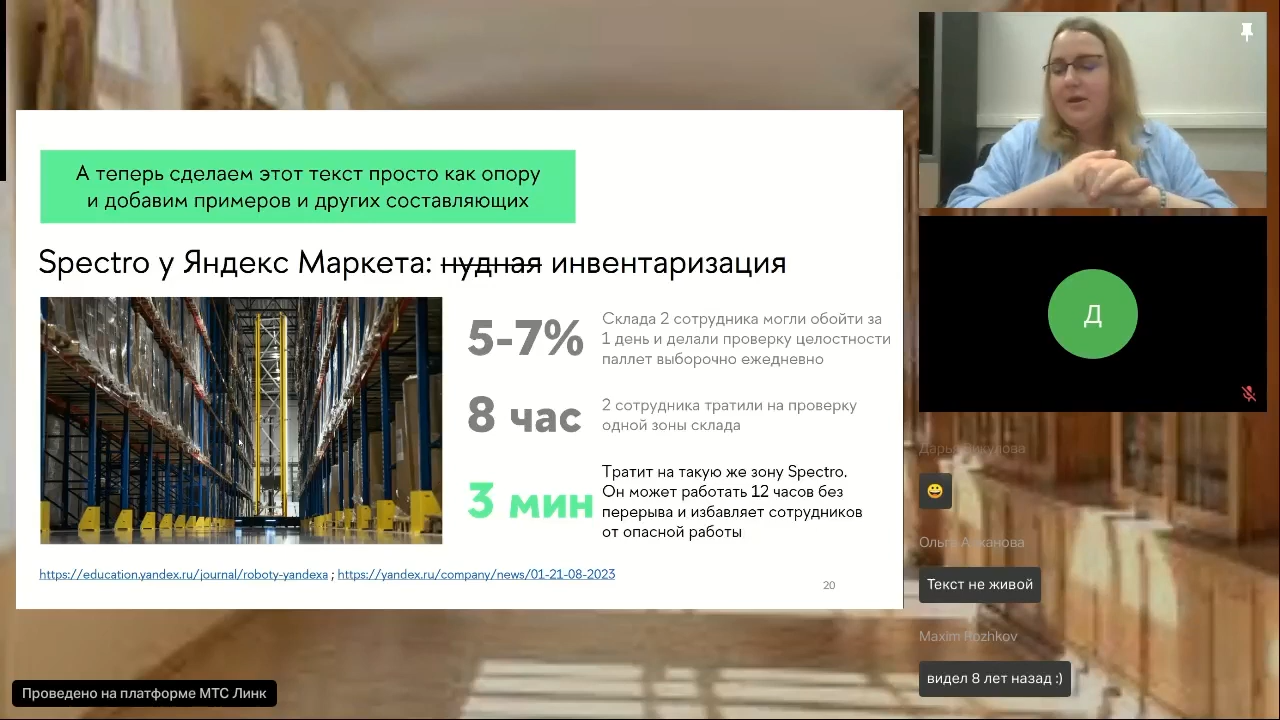 А теперь сделаем этот текст просто как опору
и добавим примеров и других составляющих
Spectro у Яндекс Маркета: нудная инвентаризация
5-7%
Склада 2 сотрудника могли обойти за
1 день и делали проверку целостности
паллет выборочно ежедневно
8 час
2 сотрудника тратили на проверку
одной зоны склада
3 мин
Тратит на такую же зону Spectro.
Он может работать 12 часов без
перерыва и избавляет сотрудников
от опасной работы
https://education.yandex.ru/journal/roboty-yandexa ; https://yandex.ru/company/news/01-21-08-2023
20
Д
Дарья Викулова
😀
Ольга
Текст не живой
Maxim Rozhkov
видел 8 лет назад :)
Проведено на платформе МТС Линк